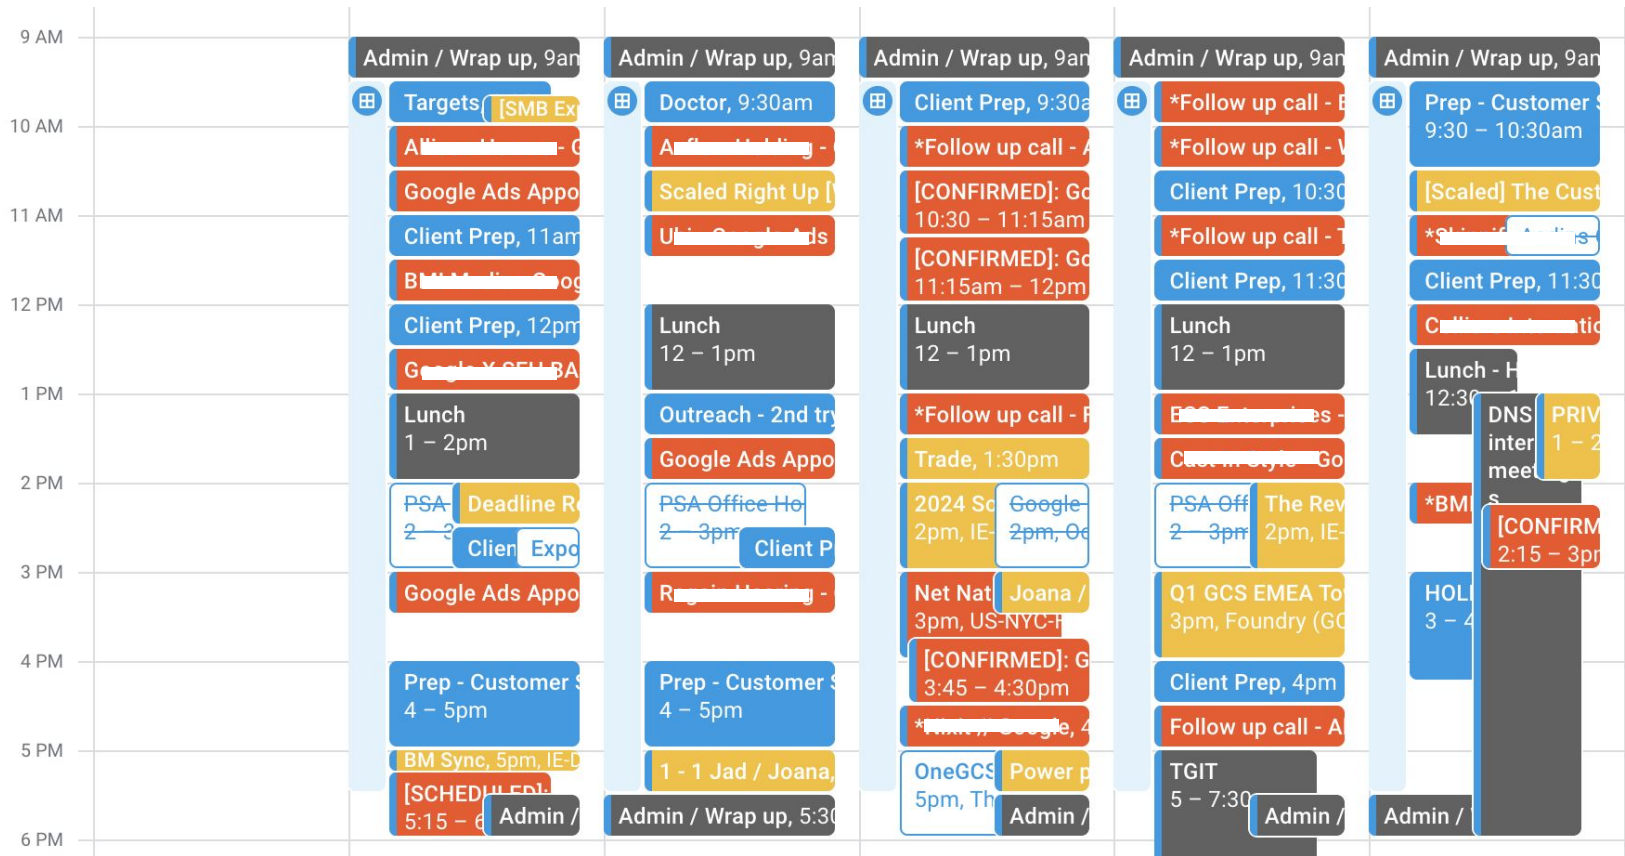 9 AM
10 AM
11 AM
12 PM
1 PM
2 PM
3 PM
4 PM
5 PM
6 PM
Admin / Wrap up, 9am
Targets,
[SMB Exp
- G
Google Ads Appo
Client Prep, 11am
Client Prep, 12pm
BA
Lunch
1 – 2pm
PSA
2 – 3
Deadline Re
Clien
Expo
Google Ads Appo
Prep - Customer S
4 – 5pm
BM Sync, 5pm, IE-D
[SCHEDULED]:
5:15 – 6
Admin /
Admin / Wrap up, 9am
Doctor, 9:30am
Scaled Right Up [
Ads
Lunch
12 – 1pm
Outreach - 2nd try
Google Ads Appo
PSA Office Ho
2 – 3pm
Client P
Prep - Customer S
4 – 5pm
1 - 1 Jad / Joana,
Admin / Wrap up, 5:30
Admin / Wrap up, 9am
Client Prep, 9:30a
*Follow up call - A
[CONFIRMED]: Go
10:30 – 11:15am
[CONFIRMED]: Go
11:15am – 12pm
Lunch
12 – 1pm
*Follow up call - F
Trade, 1:30pm
2024 Sc
2pm, IE-
Google
2pm, Oc
Net Nat
3pm, US-NYC-
Joana /
[CONFIRMED]: G
3:45 – 4:30pm
OneGCS
5pm, Th
Power p
Admin /
Admin / Wrap up, 9am
*Follow up call - E
*Follow up call - V
Client Prep, 10:30
*Follow up call - T
Client Prep, 11:30
Lunch
12 – 1pm
Go
PSA Off
2 – 3pm
The Rev
2pm, IE-
Q1 GCS EMEA To
3pm, Foundry (GC
Client Prep, 4pm
Follow up call - Al
TGIT
5 – 7:30
Admin /
Admin / Wrap up, 9am
Prep - Customer S
9:30 – 10:30am
[Scaled] The Cust
Client Prep, 11:30
Lunch - H
12:30
DNS
inter
meet
s
PRIV
1 – 2
*BMI
[CONFIRM
2:15 – 3pr
HOLI
3 – 4
Admin /